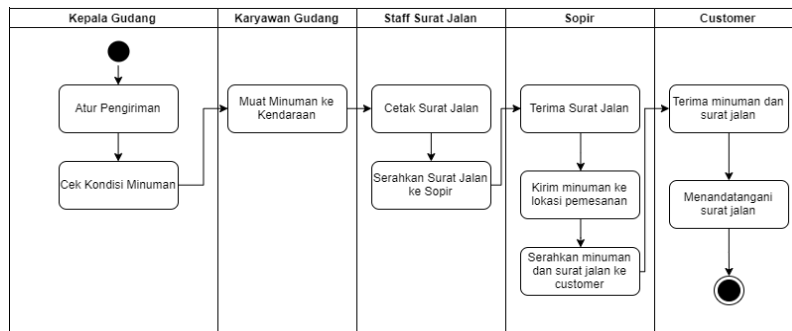 Kepala Gudang
Karyawan Gudang
Staff Surat Jalan
Sopir
Customer
Atur Pengiriman
Cek Kondisi Minuman
Muat Minuman ke
Kendaraan
Cetak Surat Jalan
Serahkan Surat Jalan
ke Sopir
Terima Surat Jalan
Kirim minuman ke
lokasi pemesanan
Serahkan minuman
dan surat jalan ke
customer
Terima minuman dan
surat jalan
Menandatangani
surat jalan